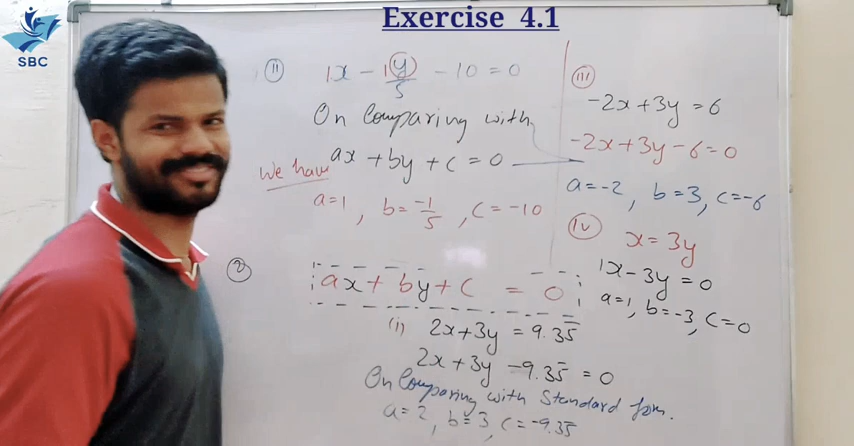 SBC
Exercise 4.1
(ii) 1x - 1y/5 - 10 = 0
On Comparing with
ax + by + c = 0
We have
a=1, b=-1/5, c=-10
(iii)
-2x+3y = 6
-2x+3y-6=0
a=-2, b=3, c=-6
(iv) x=3y
1x-3y=0
a=1, b=-3, c=0
(2) ax + by + c = 0
(i) 2x+3y = 9.35̅
2x+3y -9.35̅ = 0
On Comparing with Standard form.
a=2, b=3, c=-9.35̅